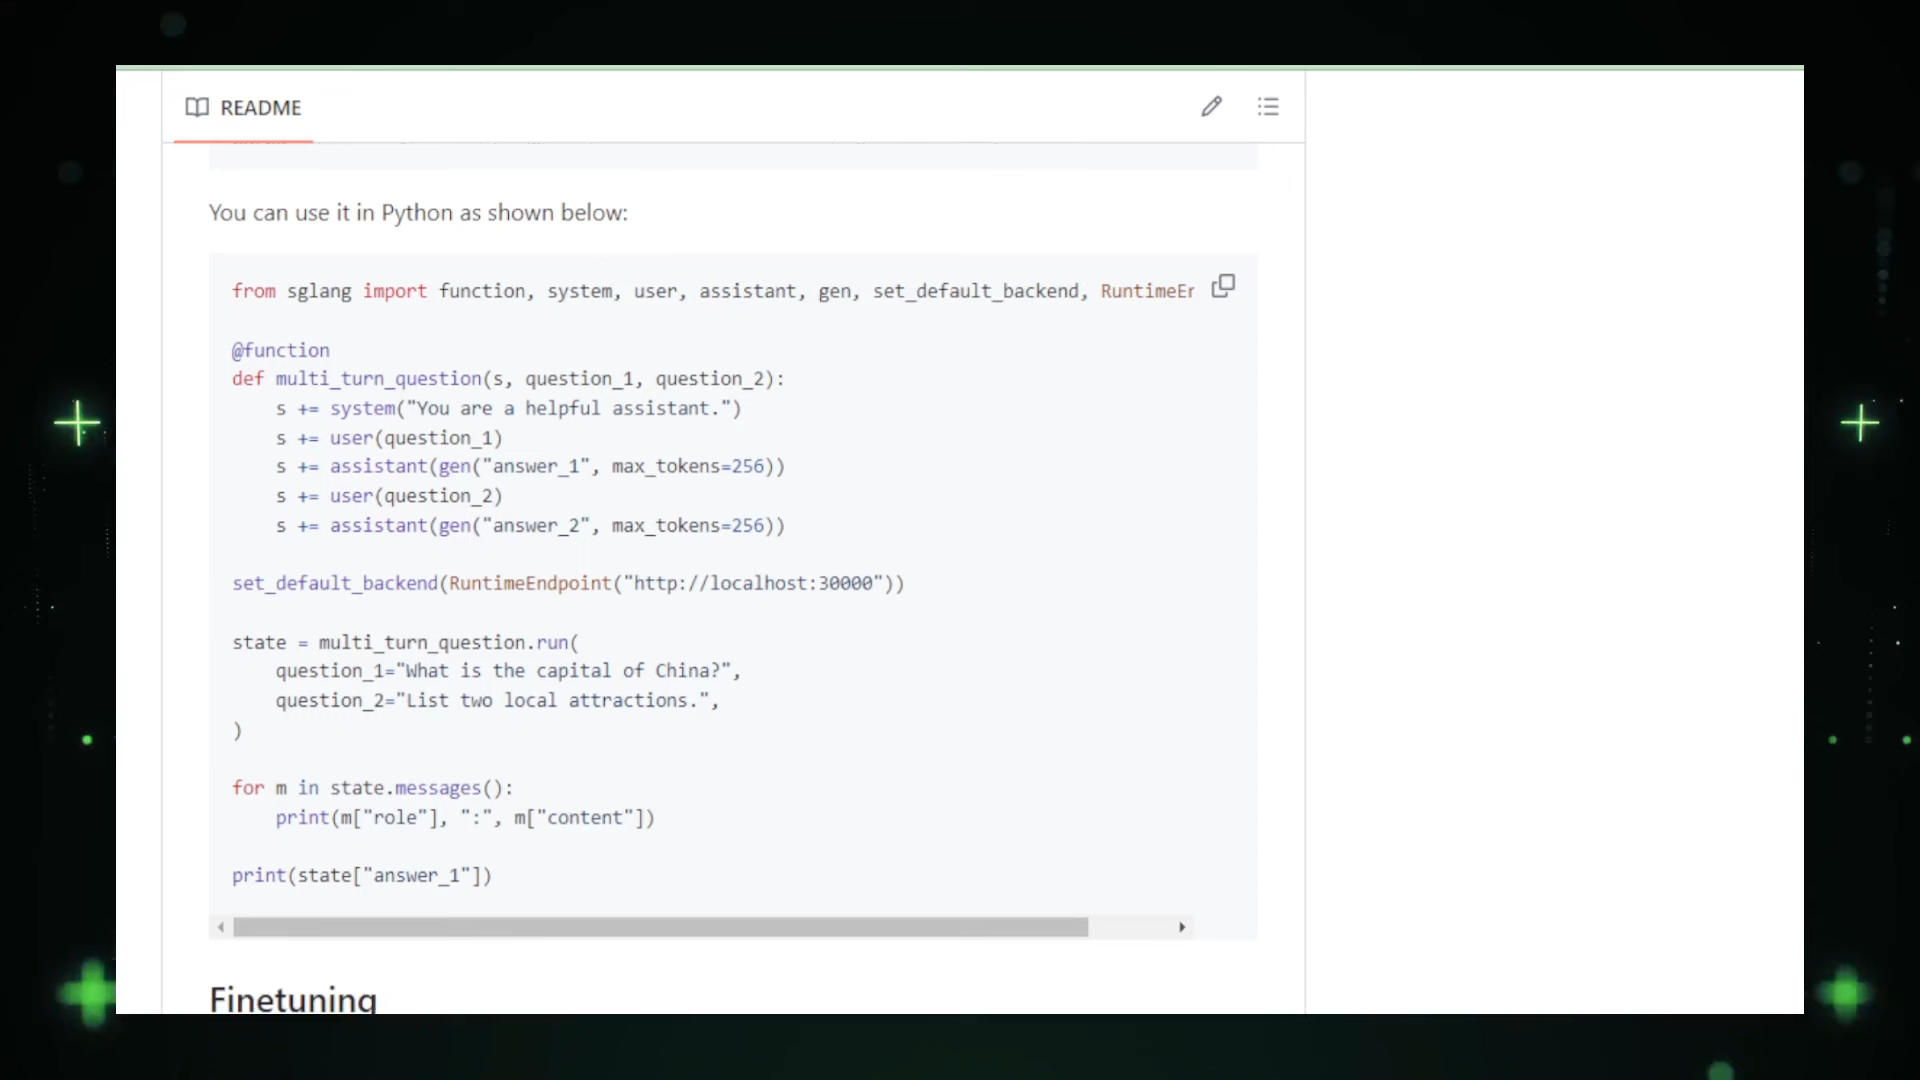 README
You can use it in Python as shown below:
from sglang import function, system, user, assistant, gen, set_default_backend, RuntimeEr
@function
def multi_turn_question(s, question_1, question_2):
    s += system("You are a helpful assistant.")
    s += user(question_1)
    s += assistant(gen("answer_1", max_tokens=256))
    s += user(question_2)
    s += assistant(gen("answer_2", max_tokens=256))
set_default_backend(RuntimeEndpoint("http://localhost:30000"))
state = multi_turn_question.run(
    question_1="What is the capital of China?",
    question_2="List two local attractions.",
)
for m in state.messages():
    print(m["role"], ":", m["content"])
print(state["answer_1"])
Finetuning